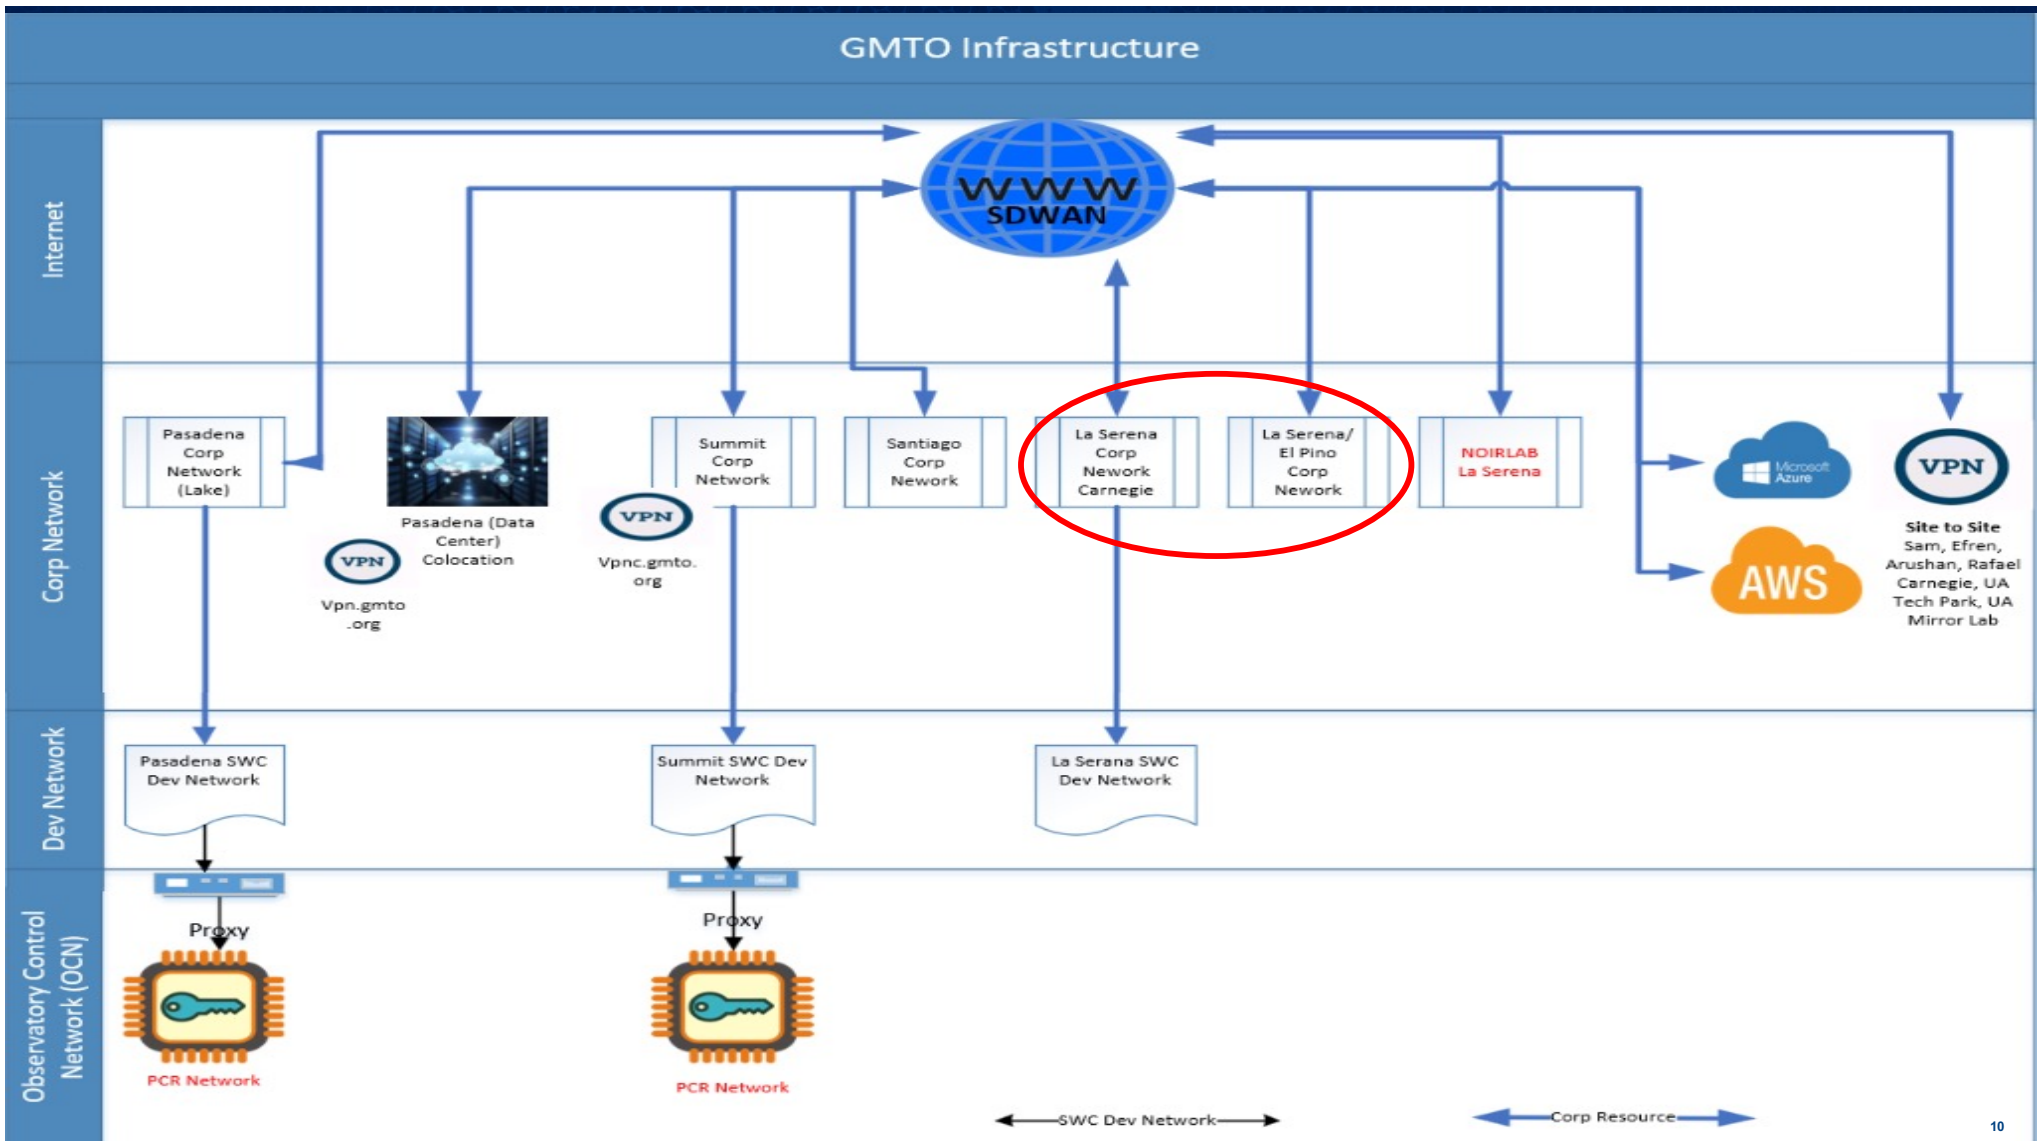 GMTO Infrastructure
Internet
WWW
SDWAN
Corp Network
Pasadena
Corp
Network
(Lake)
Pasadena (Data
Center)
Colocation
VPN
Vpn.gmto
.org
Summit
Corp
Network
VPN
Vpnc.gmto.
org
Santiago
Corp
Nework
La Serena
Corp
Nework
Carnegie
La Serena/
El Pino
Corp
Nework
NOIRLAB
La Serena
Microsoft
Azure
AWS
VPN
Site to Site
Sam, Efren,
Arushan, Rafael
Carnegie, UA
Tech Park, UA
Mirror Lab
Dev Network
Pasadena SWC
Dev Network
Summit SWC Dev
Network
La Serana SWC
Dev Network
Observatory Control
Network (OCN)
Proxy
PCR Network
Proxy
PCR Network
SWC Dev Network
Corp Resource
10